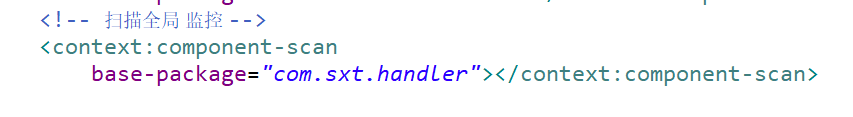 <!-- 扫描全局 监控 -->
<context:component-scan
base-package="com.sxt.handler"></context:component-scan>